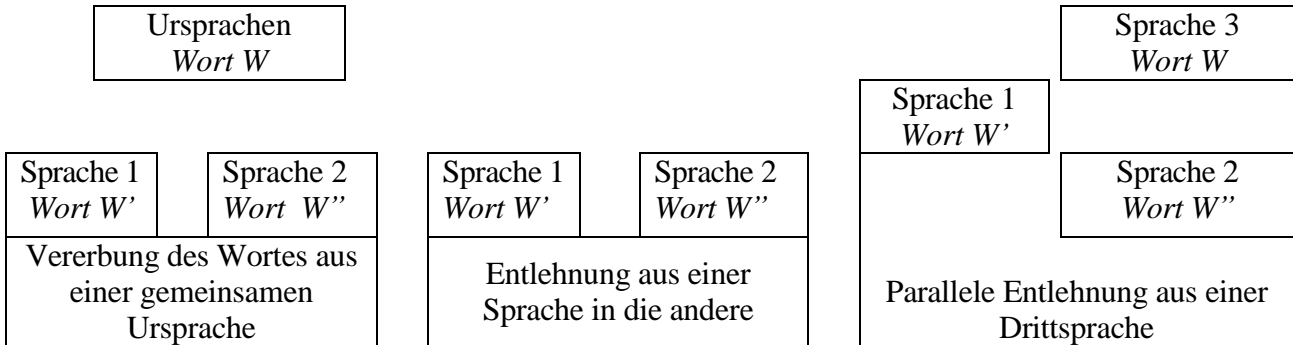 Ursprachen
Wort W
Sprache 1
Wort W’
Sprache 2
Wort W”
Vererbung des Wortes aus
einer gemeinsamen
Ursprache
Sprache 1
Wort W’
Sprache 2
Wort W”
Entlehnung aus einer
Sprache in die andere
Sprache 3
Wort W
Sprache 1
Wort W’
Sprache 2
Wort W”
Parallele Entlehnung aus einer
Drittsprache